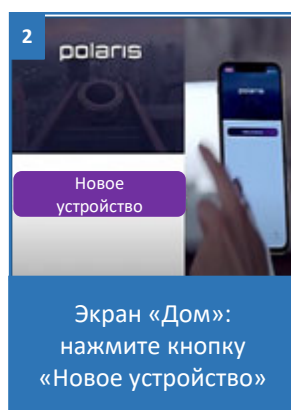 2
polaris
Новое
устройство
Экран «Дом»:
нажмите кнопку
«Новое устройство»